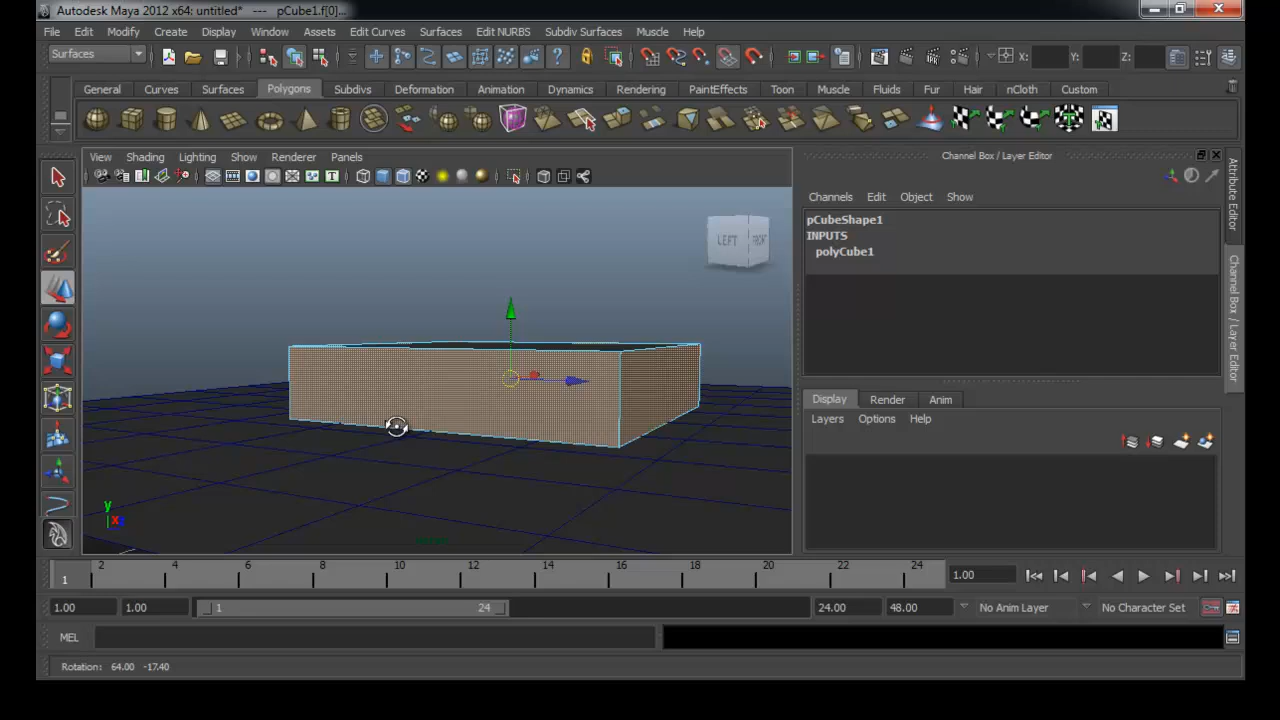 Autodesk Maya 2012 x64: untitled* --- pCube1.f[0]...
File Edit Modify Create Display Window Assets Edit Curves Surfaces Edit NURBS Subdiv Surfaces Muscle Help
Surfaces X: Y: Z:
General Curves Surfaces Polygons Subdivs Deformation Animation Dynamics Rendering PaintEffects Toon Muscle Fluids Fur Hair nCloth Custom
View Shading Lighting Show Renderer Panels
Channel Box / Layer Editor
Channels Edit Object Show
pCubeShape1
INPUTS
polyCube1
Attribute Editor
Channel Box / Layer Editor
LEFT FRONT
Display Render Anim
Layers Options Help
y
x
1 2 4 6 8 10 12 14 16 18 20 22 24 1.00
1.00 1.00 1 24 24.00 48.00 No Anim Layer No Character Set
MEL
Rotation: 64.00 -17.40